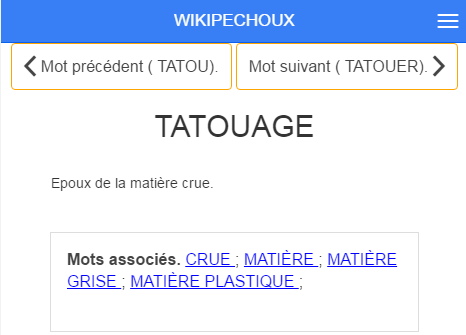 WIKIPECHOUX
Mot précédent ( TATOU). Mot suivant ( TATOUER).
TATOUAGE
Epoux de la matière crue.
Mots associés. CRUE ; MATIÈRE ; MATIÈRE
GRISE ; MATIÈRE PLASTIQUE ;